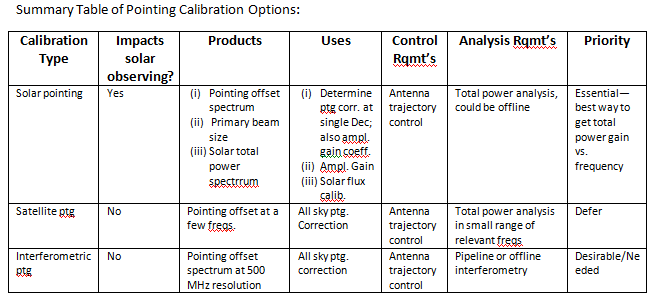 Summary Table of Pointing Calibration Options:
Calibration Type
Impacts solar observing?
Products
Uses
Control Rqmt's
Analysis Rqmt's
Priority
Solar pointing
Yes
(i) Pointing offset
spectrum
(ii) Primary beam
size
(iii) Solar total
power
spectrrum
(i) Determine
ptg corr. at
single Dec;
also ampl.
gain coeff.
(ii) Ampl. Gain
(iii) Solar flux
calib.
Antenna
trajectory
control
Total power analysis,
could be offline
Essential—
best way to
get total
power gain
vs.
frequency
Satellite ptg
No
Pointing offset at a
few freqs.
All sky ptg.
Correction
Antenna
trajectory
control
Total power analysis
in small range of
relevant freqs
Defer
Interferometric
ptg
No
Pointing offset
spectrum at 500
MHz resolution
All sky ptg.
correction
Antenna
trajectory
control
Pipeline or offline
interferometry
Desirable/Ne
eded